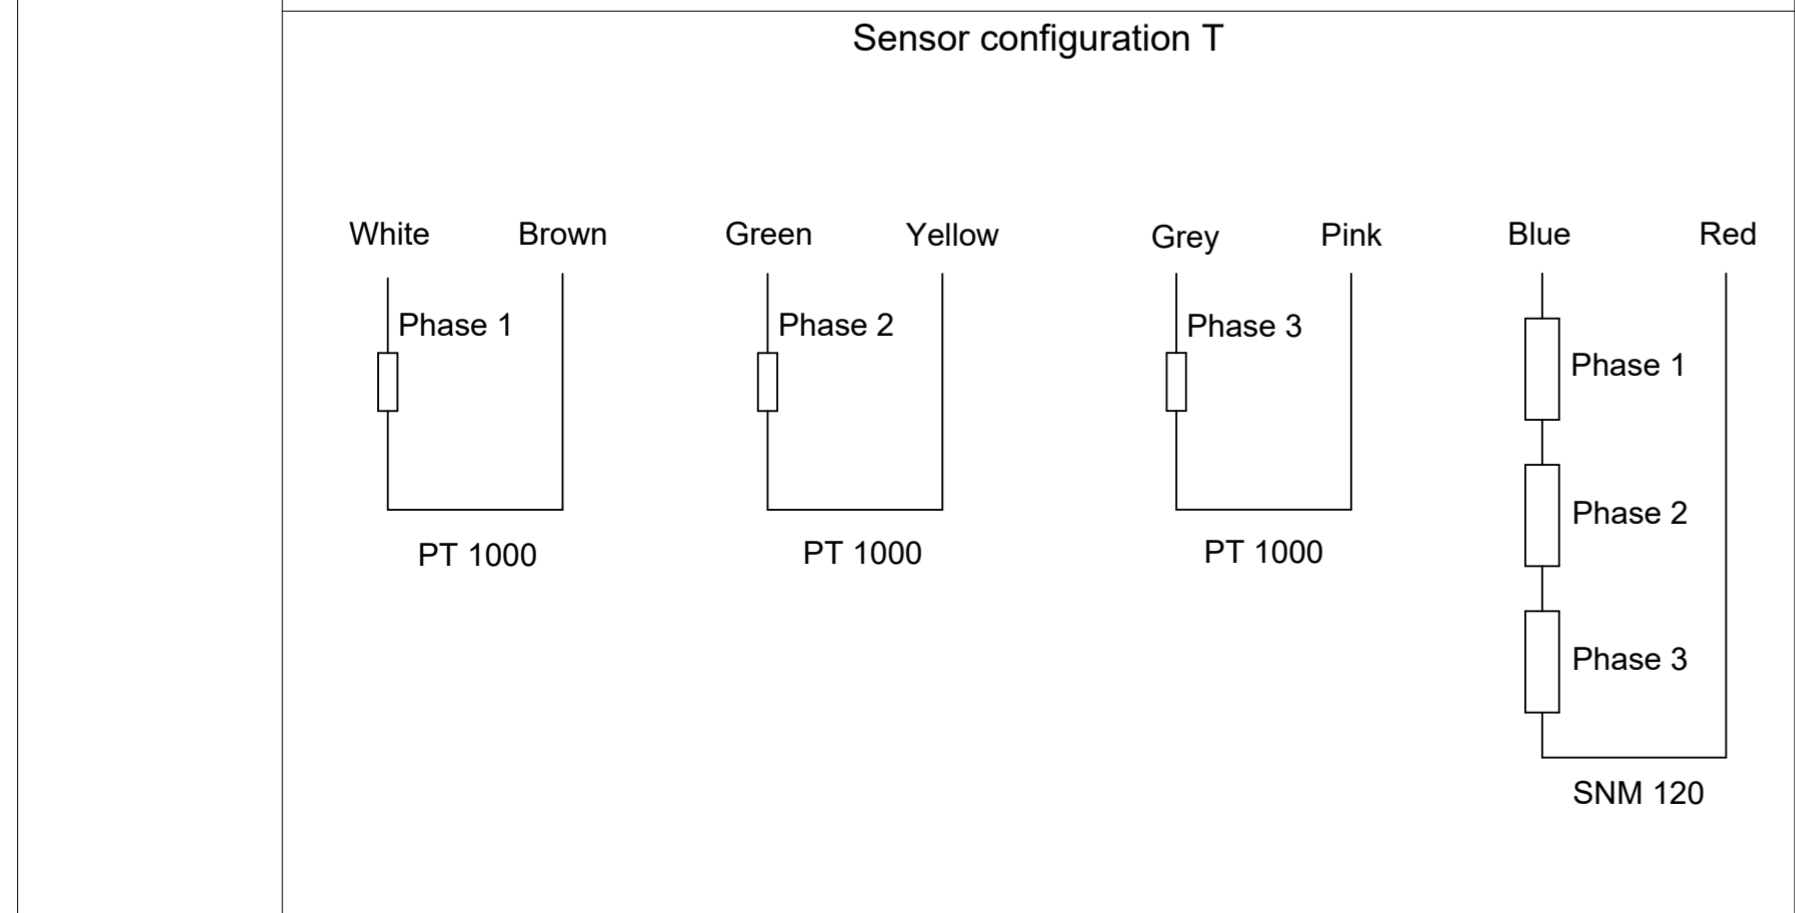 Sensor configuration T
White Brown Green Yellow Grey Pink Blue Red
Phase 1 Phase 2 Phase 3
Phase 1
Phase 2
PT 1000 PT 1000 PT 1000
Phase 3
SNM 120